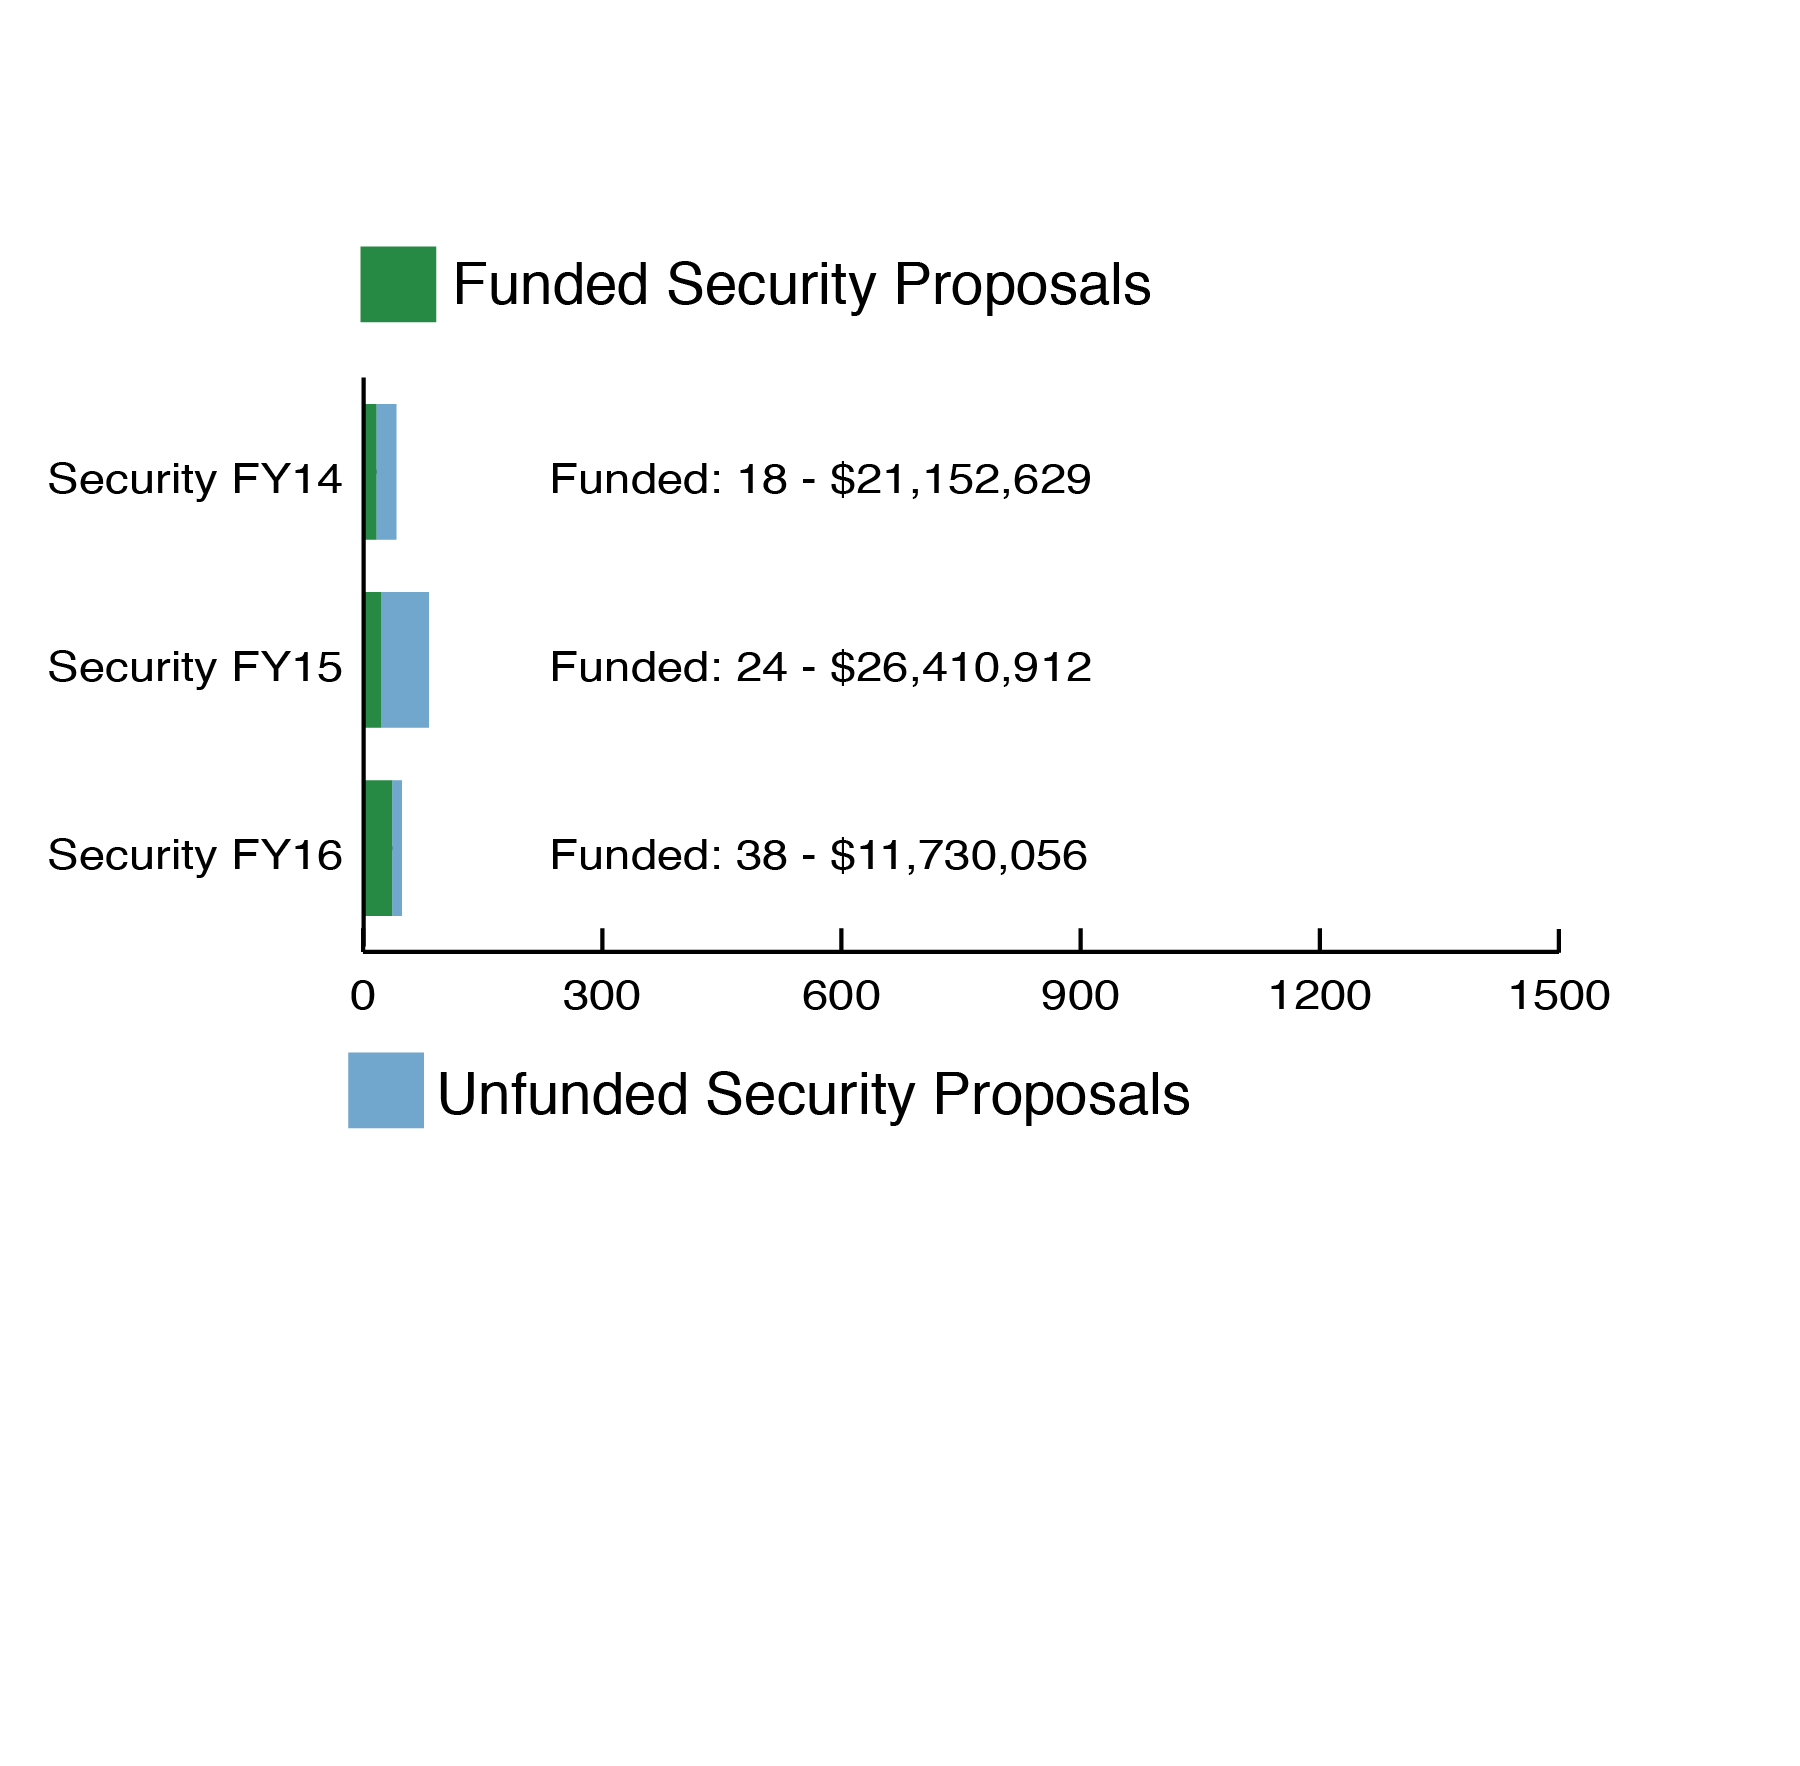 Funded Security Proposals
Security FY14 Funded: 18 - $21,152,629
Security FY15 Funded: 24 - $26,410,912
Security FY16 Funded: 38 - $11,730,056
0 300 600 900 1200 1500
Unfunded Security Proposals